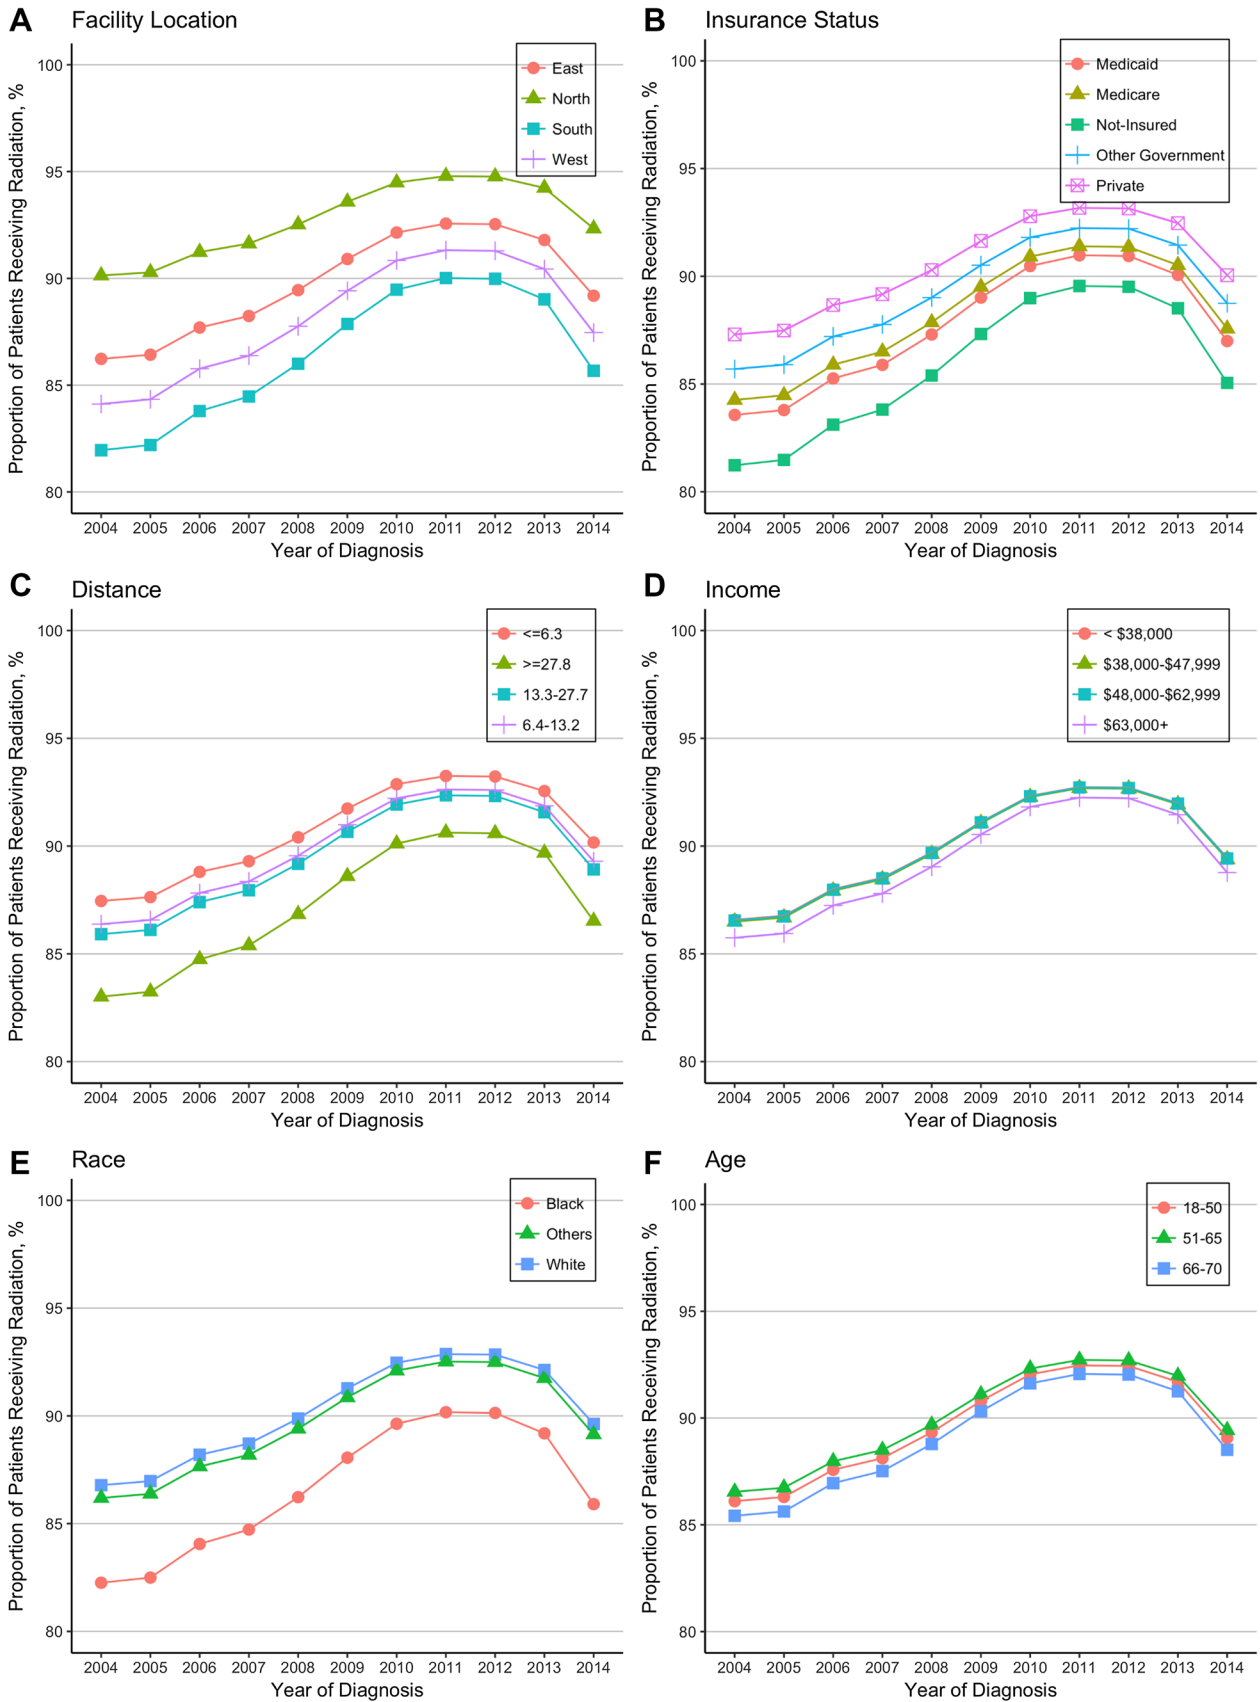 A Facility Location
Proportion of Patients Receiving Radiation, %
100
95
90
85
80
East
North
South
West
2004 2005 2006 2007 2008 2009 2010 2011 2012 2013 2014
Year of Diagnosis
B Insurance Status
Proportion of Patients Receiving Radiation, %
100
95
90
85
80
Medicaid
Medicare
Not-Insured
Other Government
Private
2004 2005 2006 2007 2008 2009 2010 2011 2012 2013 2014
Year of Diagnosis
C Distance
Proportion of Patients Receiving Radiation, %
100
95
90
85
80
<=6.3
>=27.8
13.3-27.7
6.4-13.2
2004 2005 2006 2007 2008 2009 2010 2011 2012 2013 2014
Year of Diagnosis
D Income
Proportion of Patients Receiving Radiation, %
100
95
90
85
80
< $38,000
$38,000-$47,999
$48,000-$62,999
$63,000+
2004 2005 2006 2007 2008 2009 2010 2011 2012 2013 2014
Year of Diagnosis
E Race
Proportion of Patients Receiving Radiation, %
100
95
90
85
80
Black
Others
White
2004 2005 2006 2007 2008 2009 2010 2011 2012 2013 2014
Year of Diagnosis
F Age
Proportion of Patients Receiving Radiation, %
100
95
90
85
80
18-50
51-65
66-70
2004 2005 2006 2007 2008 2009 2010 2011 2012 2013 2014
Year of Diagnosis